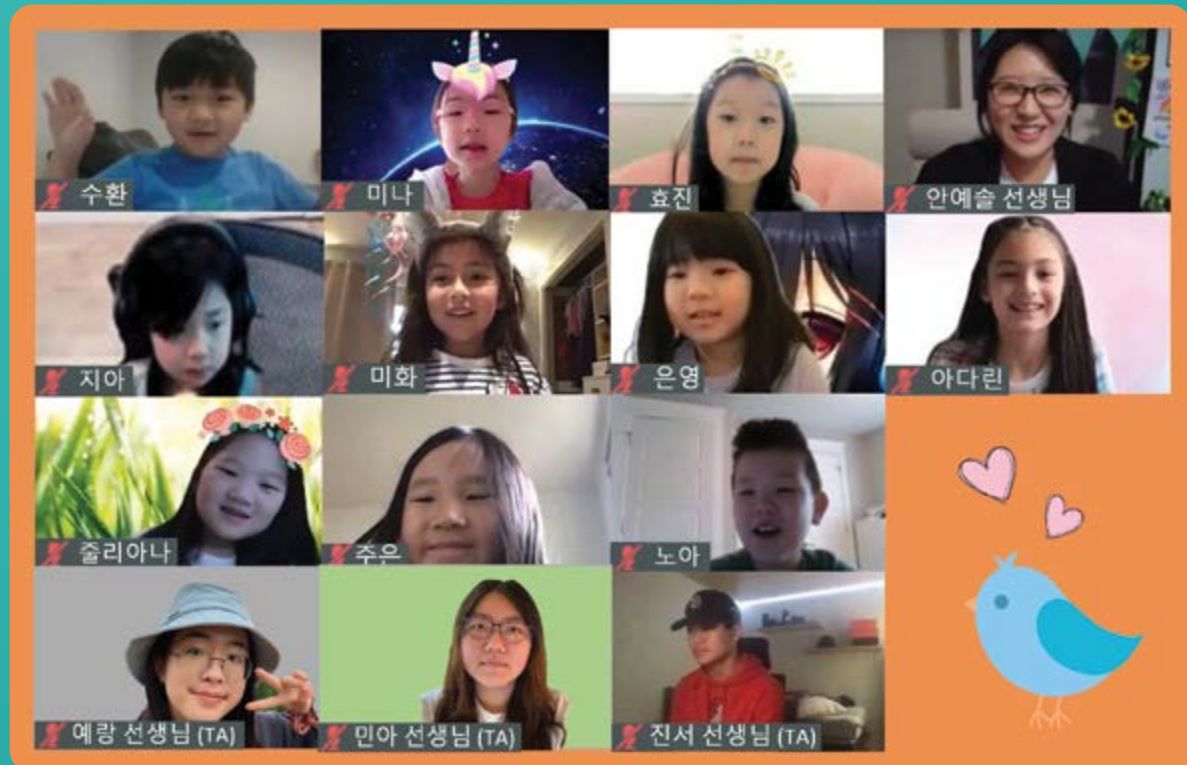 수환
미나
효진
안예솔 선생님
지아
미화
은영
아다린
줄리아나
주은
노아
예랑 선생님 (TA)
민아 선생님 (TA)
진서 선생님 (TA)